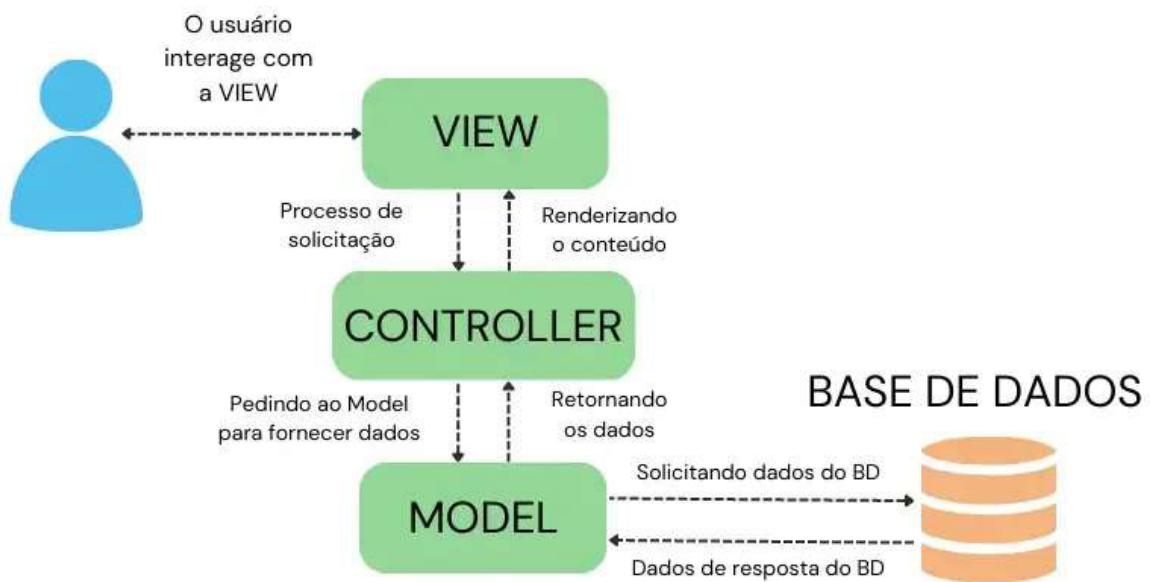 O usuário
interage com
a VIEW
VIEW
Processo de
solicitação
Renderizando
o conteúdo
CONTROLLER
Pedindo ao Model
para fornecer dados
Retornando
os dados
BASE DE DADOS
MODEL
Solicitando dados do BD
Dados de resposta do BD